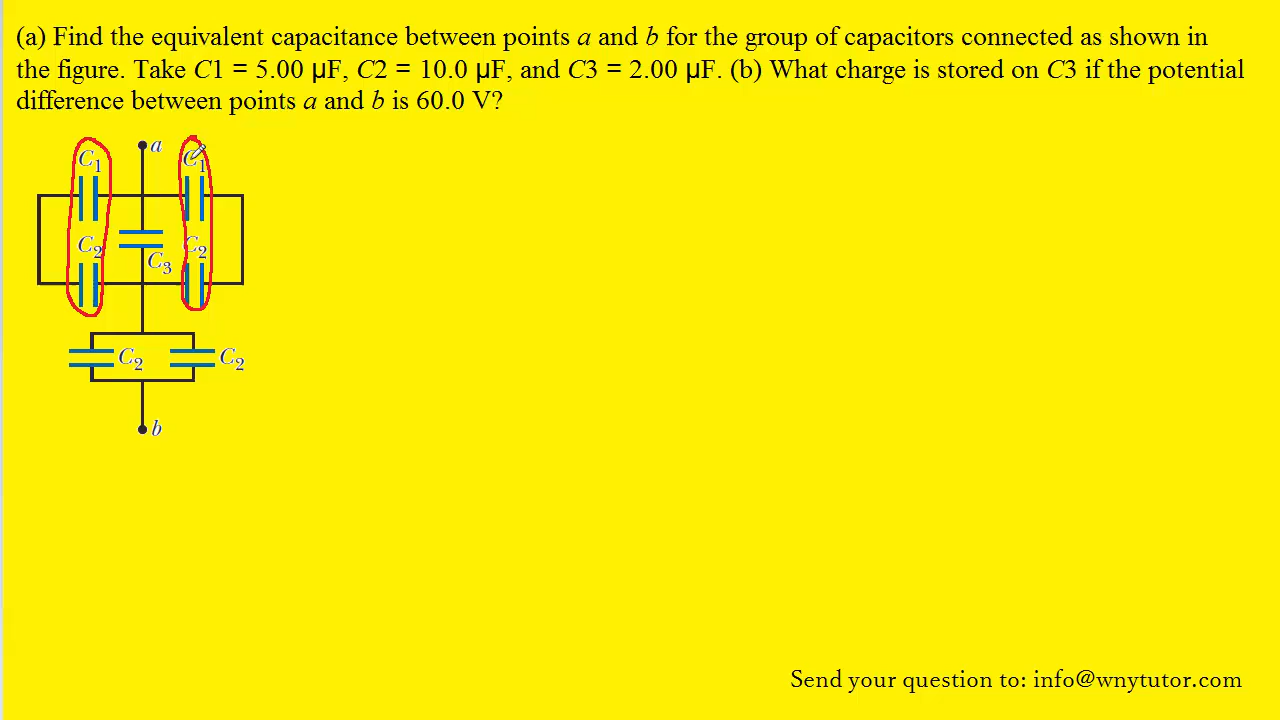 (a) Find the equivalent capacitance between points a and b for the group of capacitors connected as shown in
the figure. Take C1 = 5.00 µF, C2 = 10.0 µF, and C3 = 2.00 µF. (b) What charge is stored on C3 if the potential
difference between points a and b is 60.0 V?
C1 a C1
C2 C3 C2
C2 C2
b
Send your question to: info@wnytutor.com